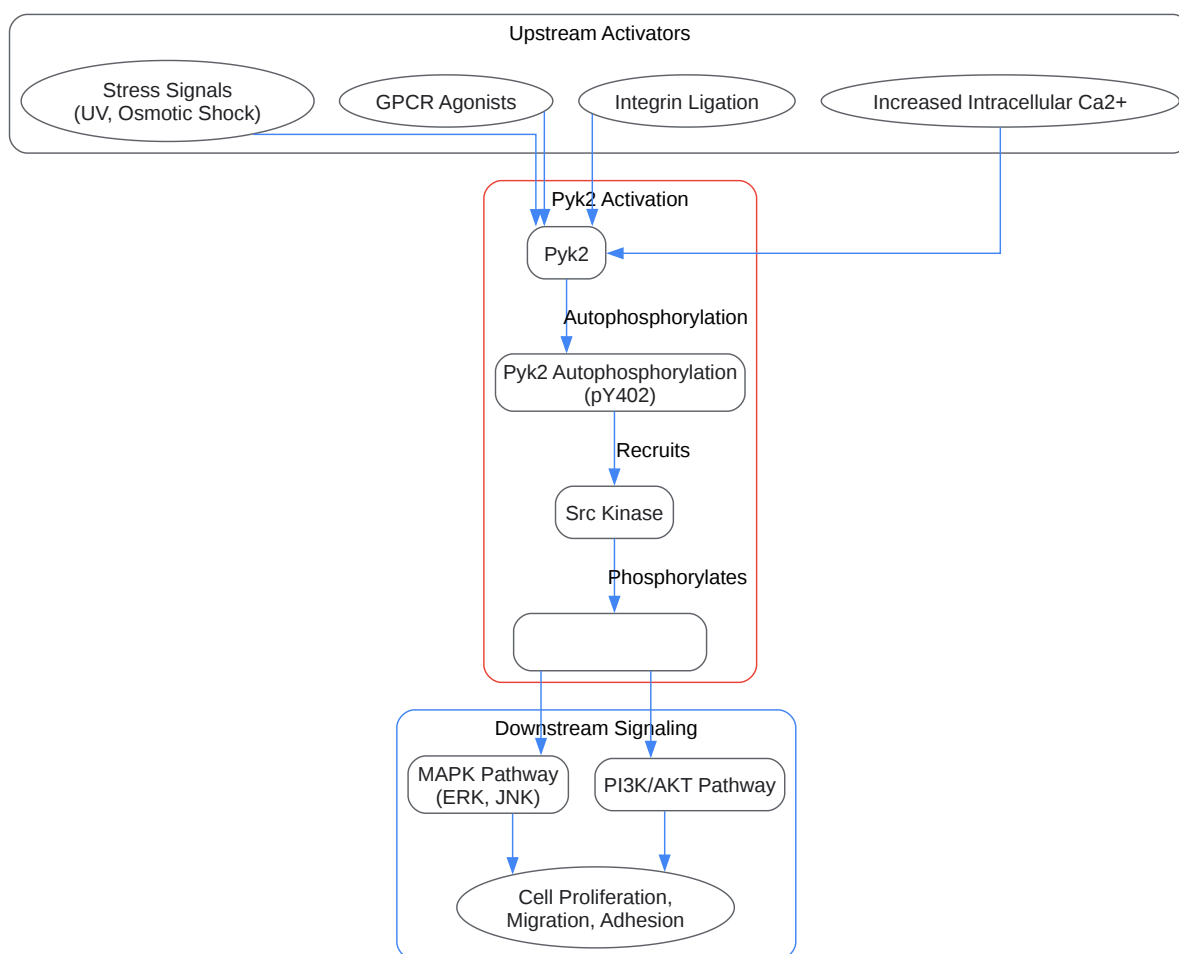 Upstream Activators
Stress Signals
(UV, Osmotic Shock)
GPCR Agonists
Integrin Ligation
Increased Intracellular Ca2+
Pyk2 Activation
Pyk2
Autophosphorylation
Pyk2 Autophosphorylation
(pY402)
Recruits
Src Kinase
Phosphorylates
Downstream Signaling
MAPK Pathway
(ERK, JNK)
PI3K/AKT Pathway
Cell Proliferation,
Migration, Adhesion